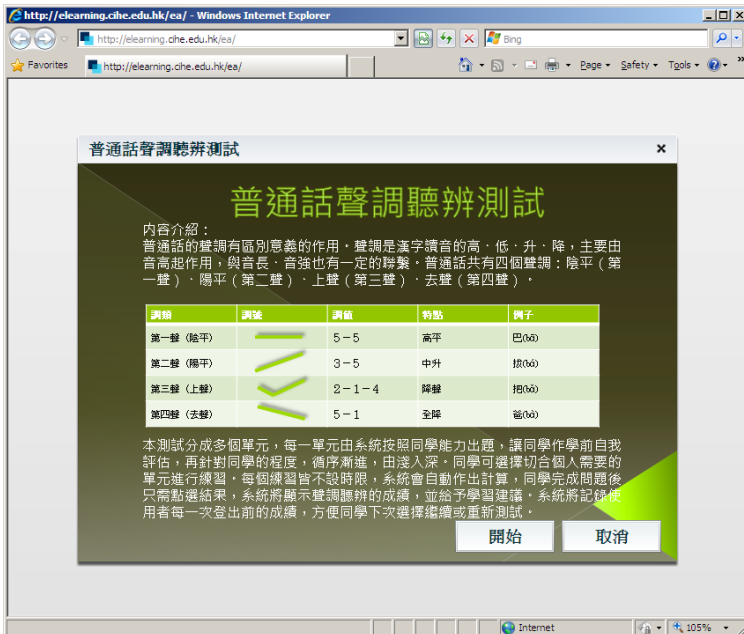 http://elearning.cihe.edu.hk/ea/ - Windows Internet Explorer
http://elearning.cihe.edu.hk/ea/
Bing
Favorites
http://elearning.cihe.edu.hk/ea/
Page
Safety
Tools
»
普通話聲調聽辨測試
×
普通話聲調聽辨測試
內容介紹：
普通話的聲調有區別意義的作用。聲調是漢字讀音的高、低、升、降，主要由
音高起作用，與音長、音強也有一定的聯繫。普通話共有四個聲調：陰平（第
一聲）、陽平（第二聲）、上聲（第三聲）、去聲（第四聲）。
調類 調號 調值 特點 例子
第一聲（陰平） 5－5 高平 巴(bā)
第二聲（陽平） 3－5 中升 拔(bá)
第三聲（上聲） 2－1－4 降聲 把(bǎ)
第四聲（去聲） 5－1 全降 爸(bà)
本測試分成多個單元，每一單元由系統按照同學能力出題，讓同學作學前自我
評估，再針對同學的程度，循序漸進，由淺入深。同學可選擇切合個人需要的
單元進行練習。每個練習皆不設時限，系統會自動作出計算，同學完成問題後
只需點選結果，系統將顯示聲調聽辨的成績，並給予學習建議。系統將記錄使
用者每一次登出前的成績，方便同學下次選擇繼續或重新測試。
開始
取消
Internet
105%